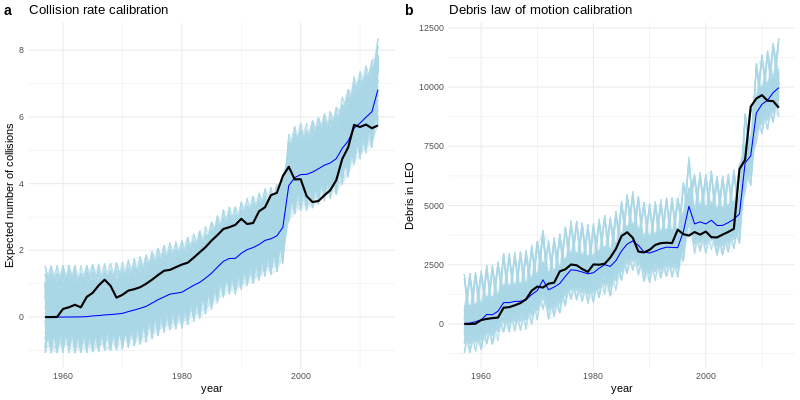 a Collision rate calibration
Expected number of collisions
8
6
4
2
0
1960 1980 2000
year
b Debris law of motion calibration
Debris in LEO
12500
10000
7500
5000
2500
0
1960 1980 2000
year